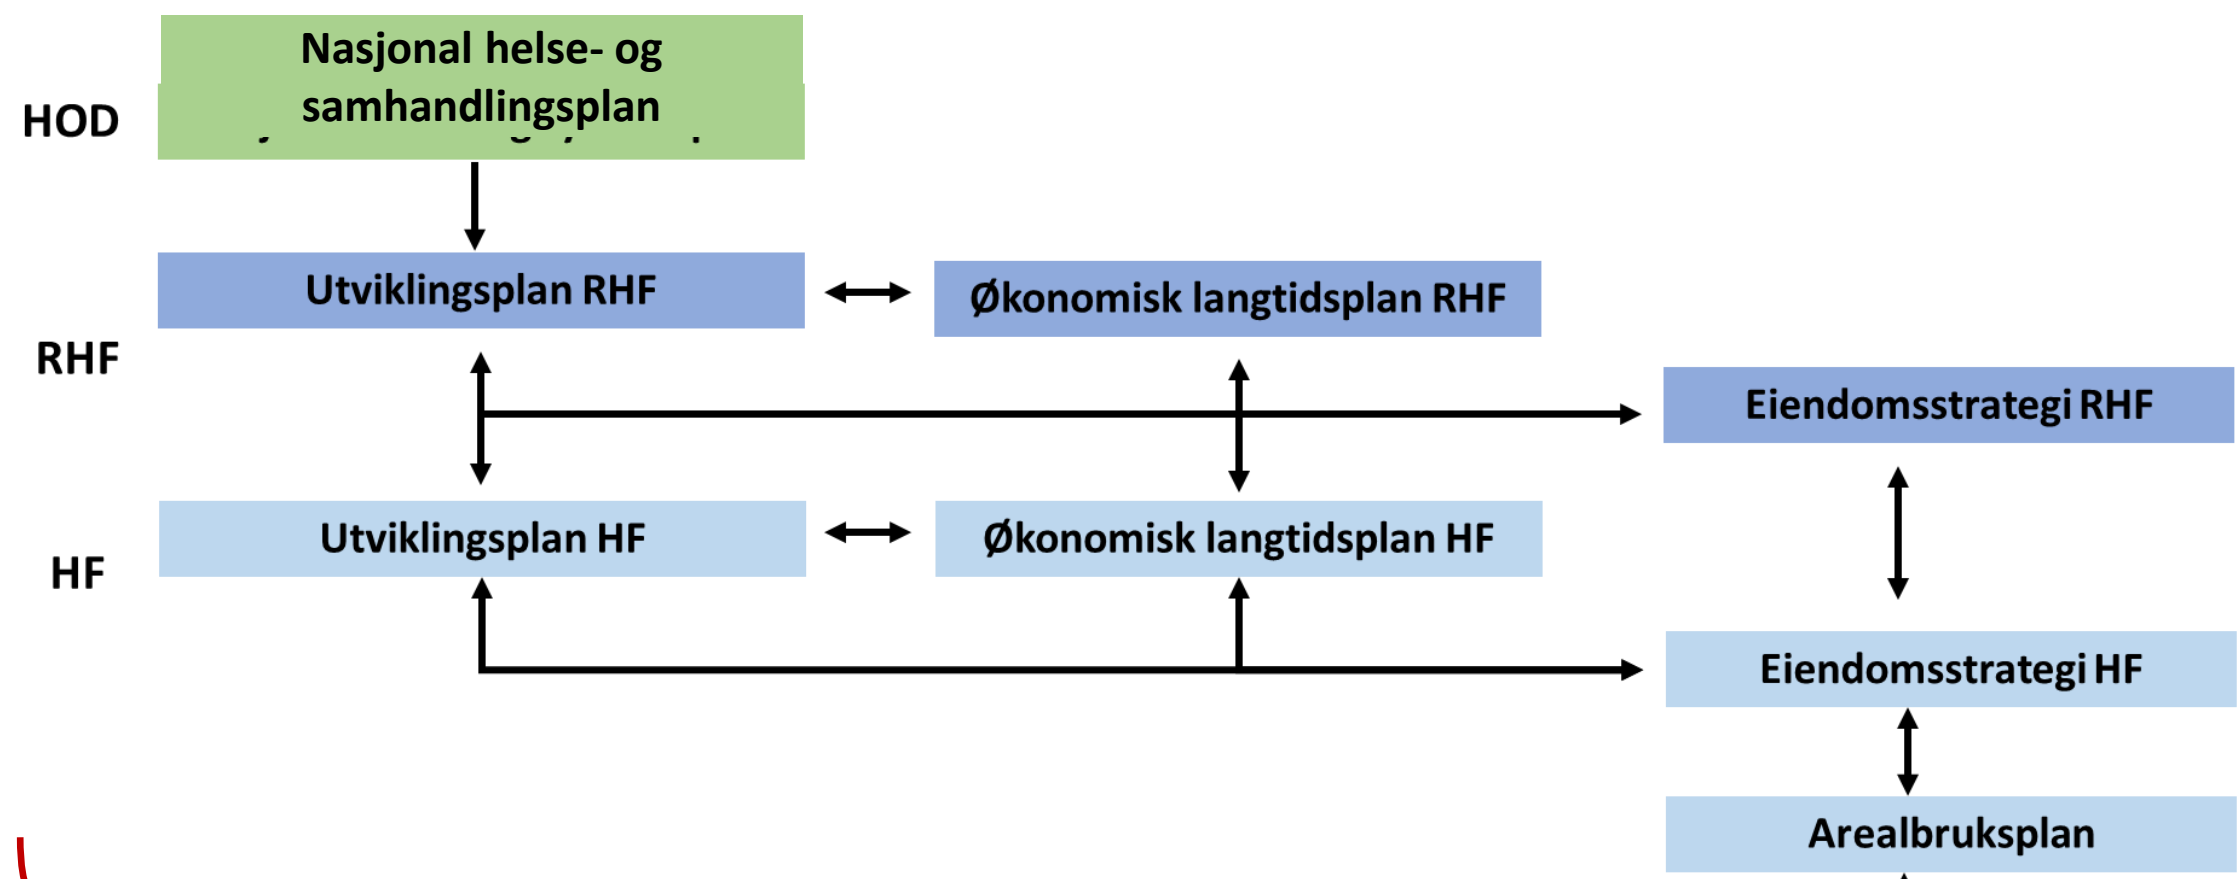 Nasjonal helse- og
samhandlingsplan
HOD
Utviklingsplan RHF
Økonomisk langtidsplan RHF
RHF
Eiendomsstrategi RHF
Utviklingsplan HF
Økonomisk langtidsplan HF
HF
Eiendomsstrategi HF
Arealbruksplan